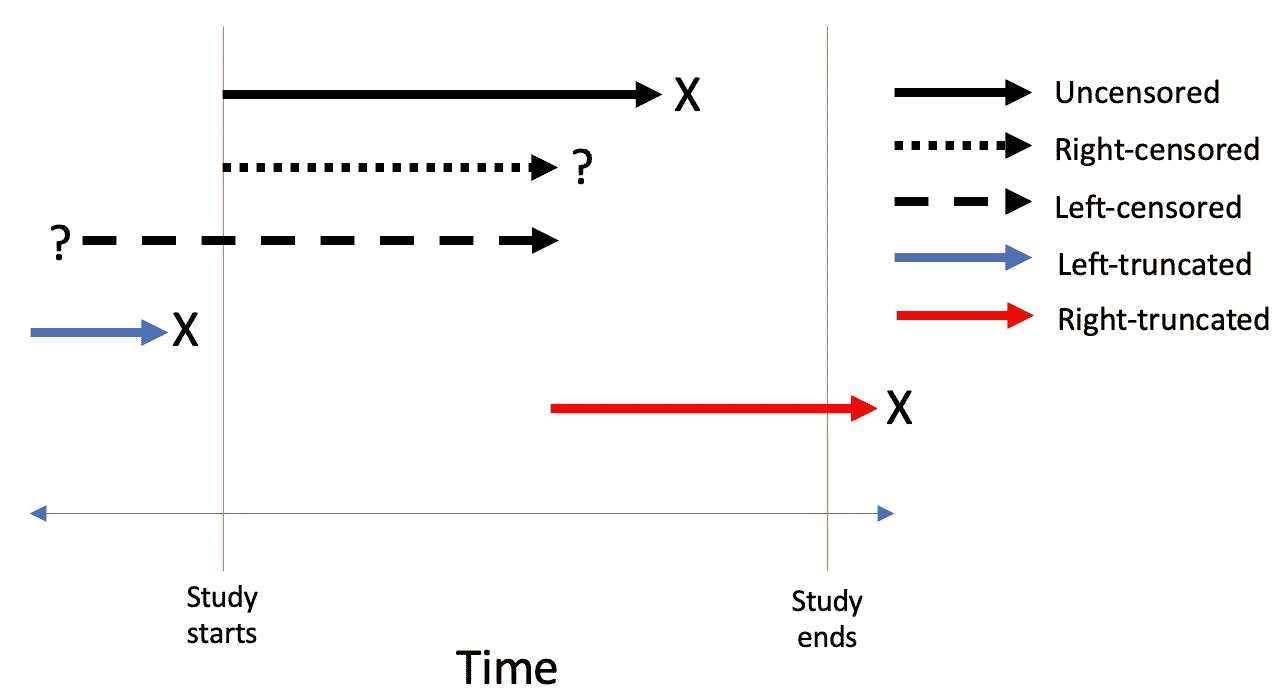 X
?
?
X
X
Uncensored
Right-censored
Left-censored
Left-truncated
Right-truncated
Study
starts
Study
ends
Time